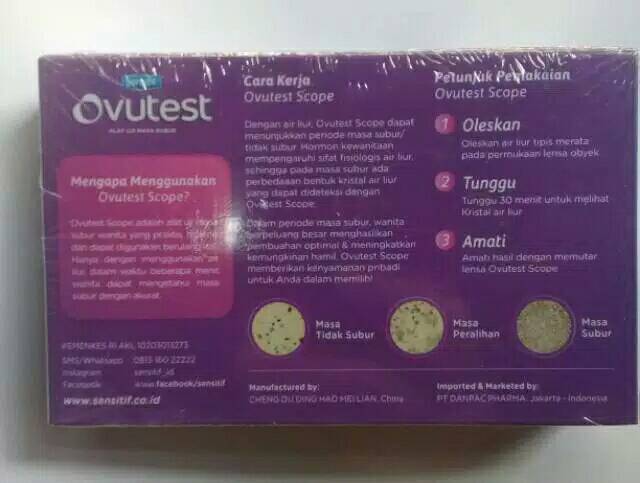 Sensitif
Ovutest
ALAT UJI MASA SUBUR
Mengapa Menggunakan
Ovutest Scope?
Ovutest Scope adalah alat uji masa
subur wanita yang praktis,
dan dapat digunakan berulang
Hanya dengan menggunakan air
liur, dalam waktu beberapa menit,
wanita dapat mengetahui masa
subur dengan akurat.
KEMENKES RI AKL 10203013273
SMS/Whatsapp 0813 160 22222
Instagram sensitif_id
Facebook www.facebook/sensitif
www.sensitif.co.id
Cara Kerja
Ovutest Scope
Dengan air liur, Ovutest Scope dapat
menunjukkan periode masa subur/
tidak subur. Hormon kewanitaan
mempengaruhi sifat fisiologis air liur,
sehingga pada masa subur ada
perbedaaan bentuk kristal air liur
yang dapat dideteksi dengan
Ovutest Scope.
Dalam periode masa subur, wanita
berpeluang besar menghasilkan
pembuahan optimal & meningkatkan
kemungkinan hamil. Ovutest Scope
memberikan kenyamanan pribadi
untuk Anda dalam memilih!
Petunjuk Pemakaian
Ovutest Scope
1 Oleskan
Oleskan air liur tipis merata
pada permukaan lensa obyek
2 Tunggu
Tunggu 30 menit untuk melihat
Kristal air liur
3 Amati
Amati hasil dengan memutar
lensa Ovutest Scope
Masa
Tidak Subur
Masa
Peralihan
Masa
Subur
Manufactured by:
CHENG DU DING HAO MEI LIAN, China
Imported & Marketed by:
PT DANPAC PHARMA, Jakarta - Indonesia